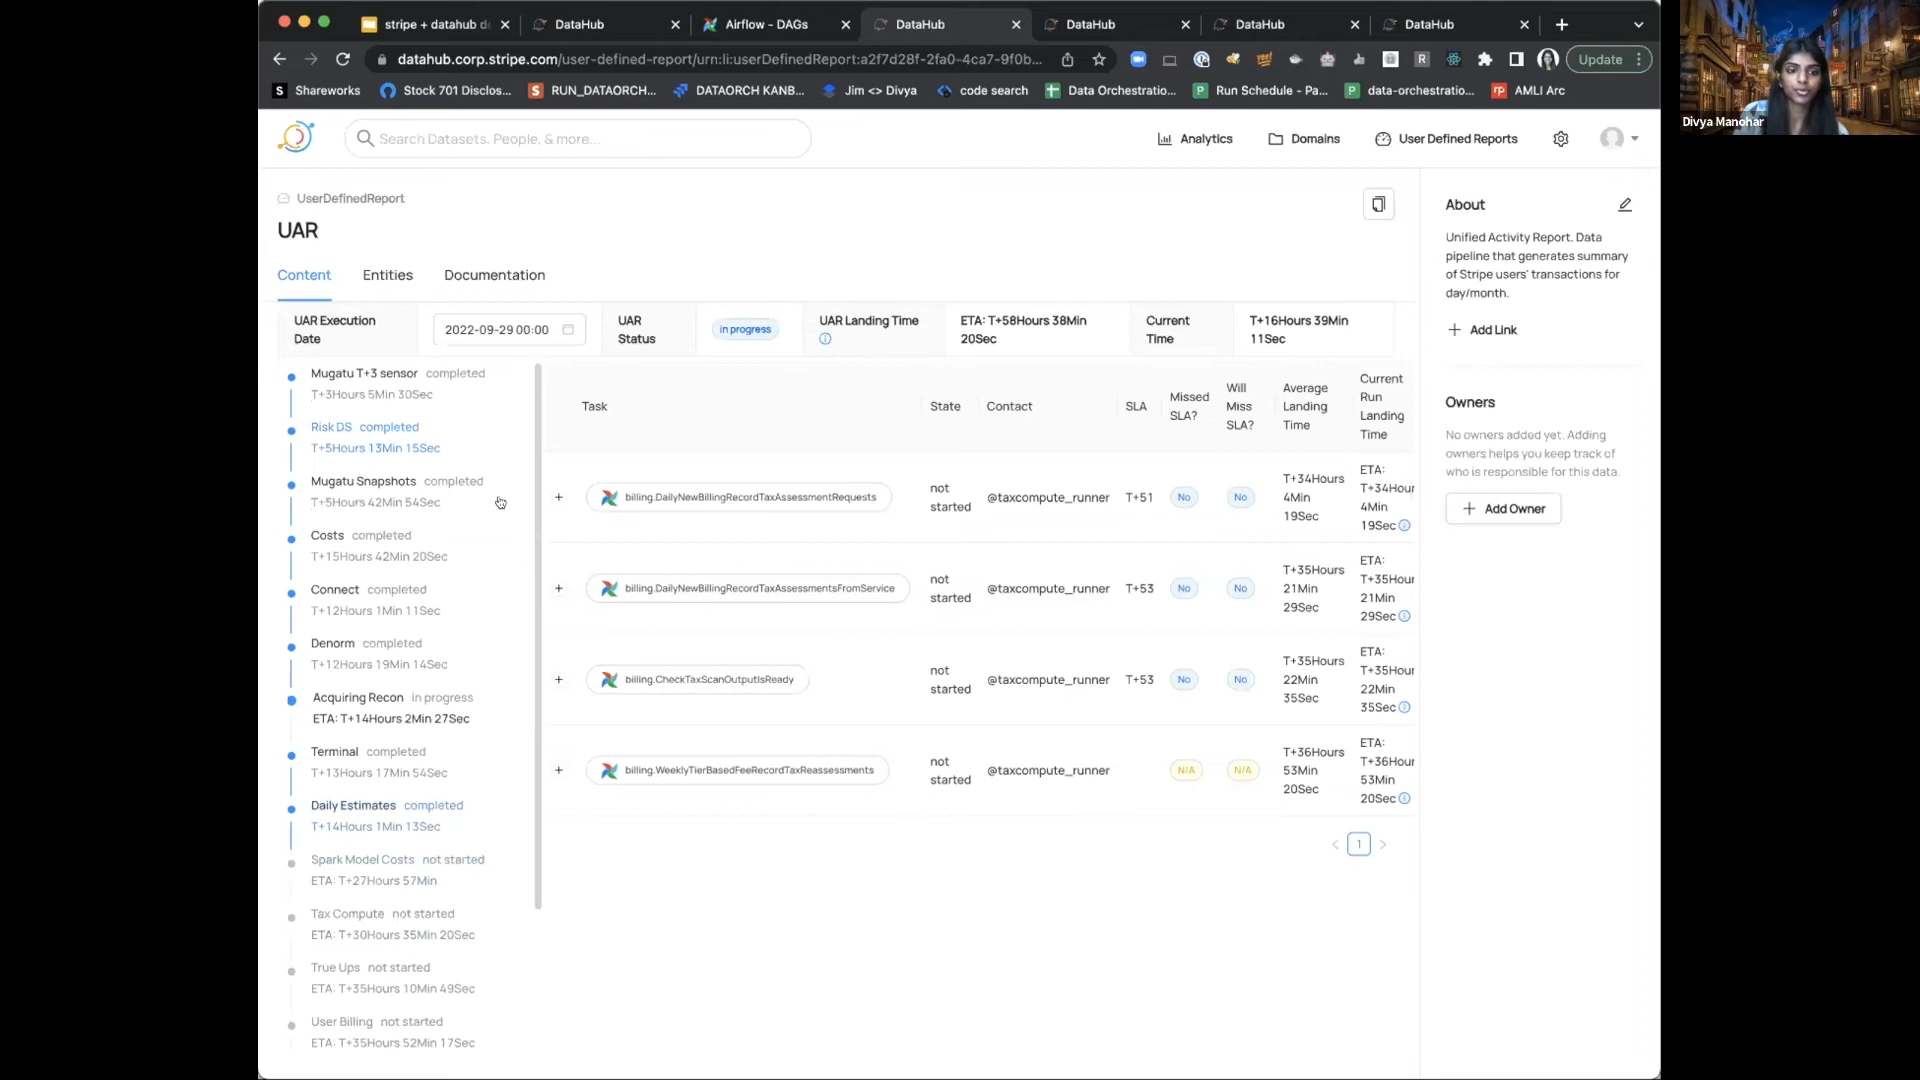 stripe + datahub d
DataHub
Airflow - DAGs
DataHub
DataHub
DataHub
DataHub
datahub.corp.stripe.com/user-defined-report/urn:li:userDefinedReport:a2f7d28f-2fa0-4ca7-9f0b...
Update
Shareworks
Stock 701 Disclos...
RUN_DATAORCH...
DATAORCH KANB...
Jim <> Divya
code search
Data Orchestratio...
Run Schedule - Pa...
data-orchestratio...
AMLI Arc
Divya Manohar
Search Datasets, People, & more...
Analytics
Domains
User Defined Reports
UserDefinedReport
UAR
Content
Entities
Documentation
UAR Execution
Date
2022-09-29 00:00
UAR
Status
in progress
UAR Landing Time
ETA: T+58Hours 38Min
20Sec
Current
Time
T+16Hours 39Min
11Sec
Mugatu T+3 sensor completed
T+3Hours 5Min 30Sec
Risk DS completed
T+5Hours 13Min 15Sec
Mugatu Snapshots completed
T+5Hours 42Min 54Sec
Costs completed
T+15Hours 42Min 20Sec
Connect completed
T+12Hours 1Min 11Sec
Denorm completed
T+12Hours 19Min 14Sec
Acquiring Recon in progress
ETA: T+14Hours 2Min 27Sec
Terminal completed
T+13Hours 17Min 54Sec
Daily Estimates completed
T+14Hours 1Min 13Sec
Spark Model Costs not started
ETA: T+27Hours 57Min
Tax Compute not started
ETA: T+30Hours 35Min 20Sec
True Ups not started
ETA: T+35Hours 10Min 49Sec
User Billing not started
ETA: T+35Hours 52Min 17Sec
Task
State
Contact
SLA
Missed
SLA?
Will
Miss
SLA?
Average
Landing
Time
Current
Run
Landing
Time
+
billing.DailyNewBillingRecordTaxAssessmentRequests
not
started
@taxcompute_runner
T+51
No
No
T+34Hours
4Min
19Sec
ETA:
T+34Hour
4Min
19Sec
+
billing.DailyNewBillingRecordTaxAssessmentsFromService
not
started
@taxcompute_runner
T+53
No
No
T+35Hours
21Min
29Sec
ETA:
T+35Hour
21Min
29Sec
+
billing.CheckTaxScanOutputIsReady
not
started
@taxcompute_runner
T+53
No
No
T+35Hours
22Min
35Sec
ETA:
T+35Hour
22Min
35Sec
+
billing.WeeklyTierBasedFeeRecordTaxReassessments
not
started
@taxcompute_runner
N/A
N/A
T+36Hours
53Min
20Sec
ETA:
T+36Hour
53Min
20Sec
< 1 >
About
Unified Activity Report. Data
pipeline that generates summary
of Stripe users' transactions for
day/month.
+ Add Link
Owners
No owners added yet. Adding
owners helps you keep track of
who is responsible for this data.
+ Add Owner